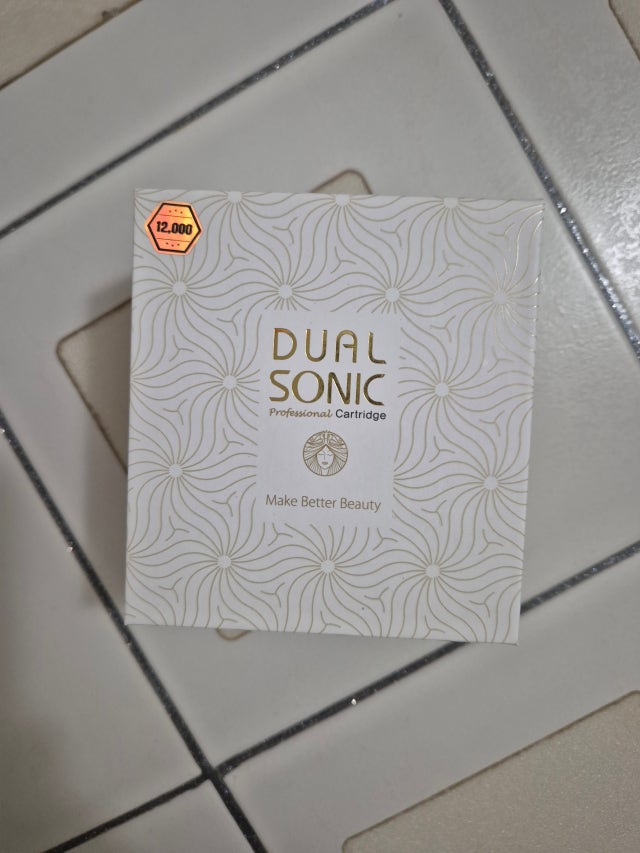 12,000
DUAL
SONIC
Professional Cartridge
Make Better Beauty